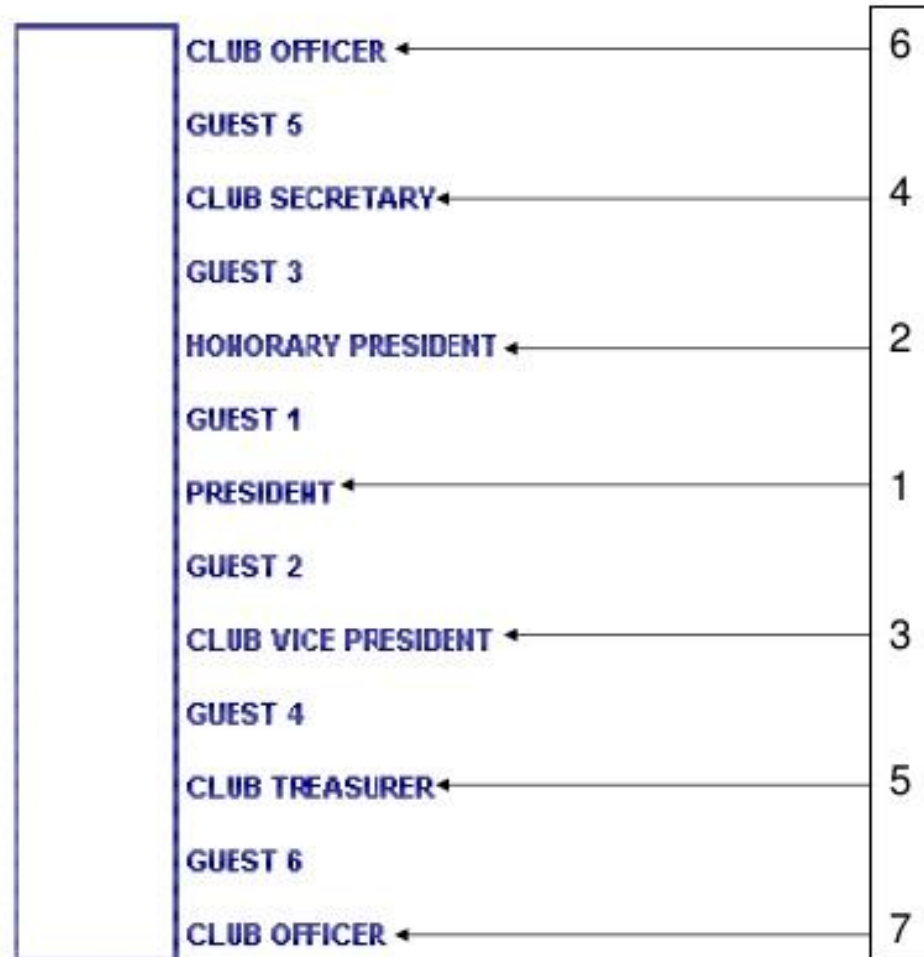 CLUB OFFICER 6
GUEST 5
CLUB SECRETARY 4
GUEST 3
HONORARY PRESIDENT 2
GUEST 1
PRESIDENT 1
GUEST 2
CLUB VICE PRESIDENT 3
GUEST 4
CLUB TREASURER 5
GUEST 6
CLUB OFFICER 7